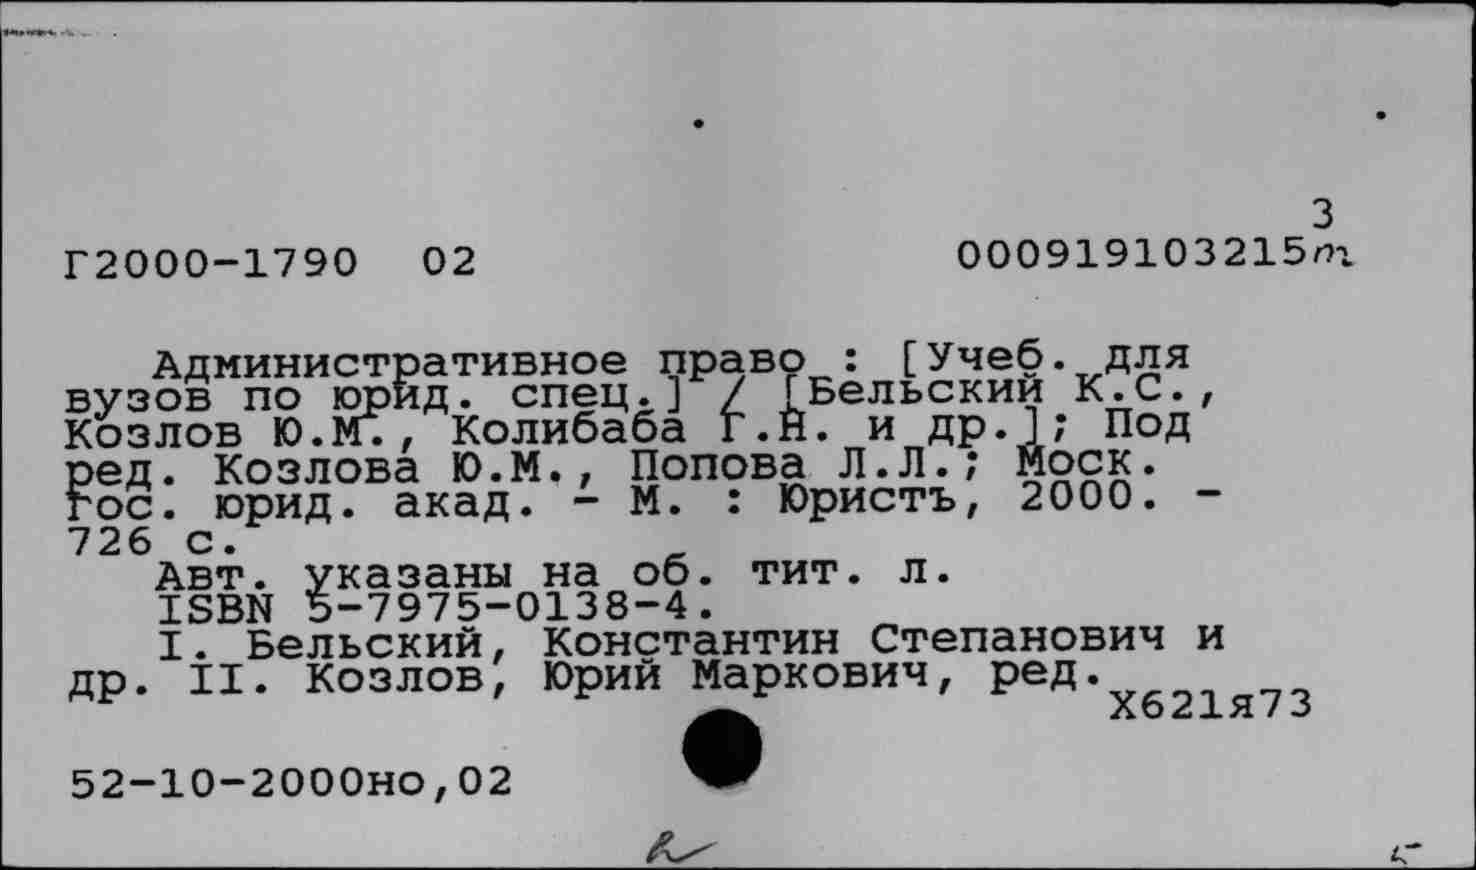 3
Г2000-1790 02 000919103215т
Административное право : [Учеб. для
вузов по юрид. спец.] / [Бельский К.С.,
Козлов Ю.М., Колибаба Г.Н. и др.]; Под
ред. Козлова Ю.М., Попова Л.Л.; Моск.
гос. юрид. акад. - М. : Юристъ, 2000. -
726 с.
Авт. указаны на об. тит. л.
ISBN 5-7975-0138-4.
I. Бельский, Константин Степанович и
др. II. Козлов, Юрий Маркович, ред.
Х621я73
52-10-2000но,02